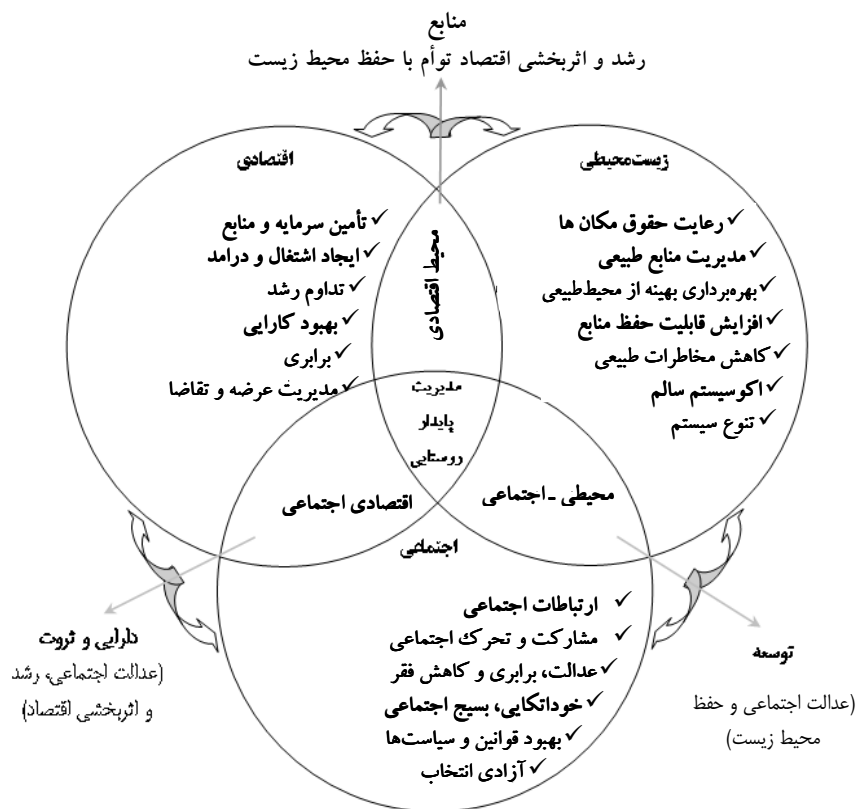 منابع
رشد و اثربخشی اقتصاد توأم با حفظ محیط زیست
زیست‌محیطی
رعایت حقوق مکان ها
مدیریت منابع طبیعی
بهره‌برداری بهینه از محیط‌طبیعی
افزایش قابلیت حفظ منابع
کاهش مخاطرات طبیعی
اکوسیستم سالم
تنوع سیستم
اقتصادی
تأمین سرمایه و منابع
ایجاد اشتغال و درامد
تداوم رشد
بهبود کارایی
برابری
مدیریت عرضه و تقاضا
محیط اقتصادی
مدیریت
پایدار
روستایی
محیطی ـ اجتماعی
اقتصادی اجتماعی
اجتماعی
ارتباطات اجتماعی
مشارکت و تحرک اجتماعی
عدالت، برابری و کاهش فقر
خوداتکایی، بسیج اجتماعی
بهبود قوانین و سیاست‌ها
آزادی انتخاب
توسعه
(عدالت اجتماعی و حفظ
محیط زیست)
دارایی و ثروت
(عدالت اجتماعی، رشد
و اثربخشی اقتصاد)